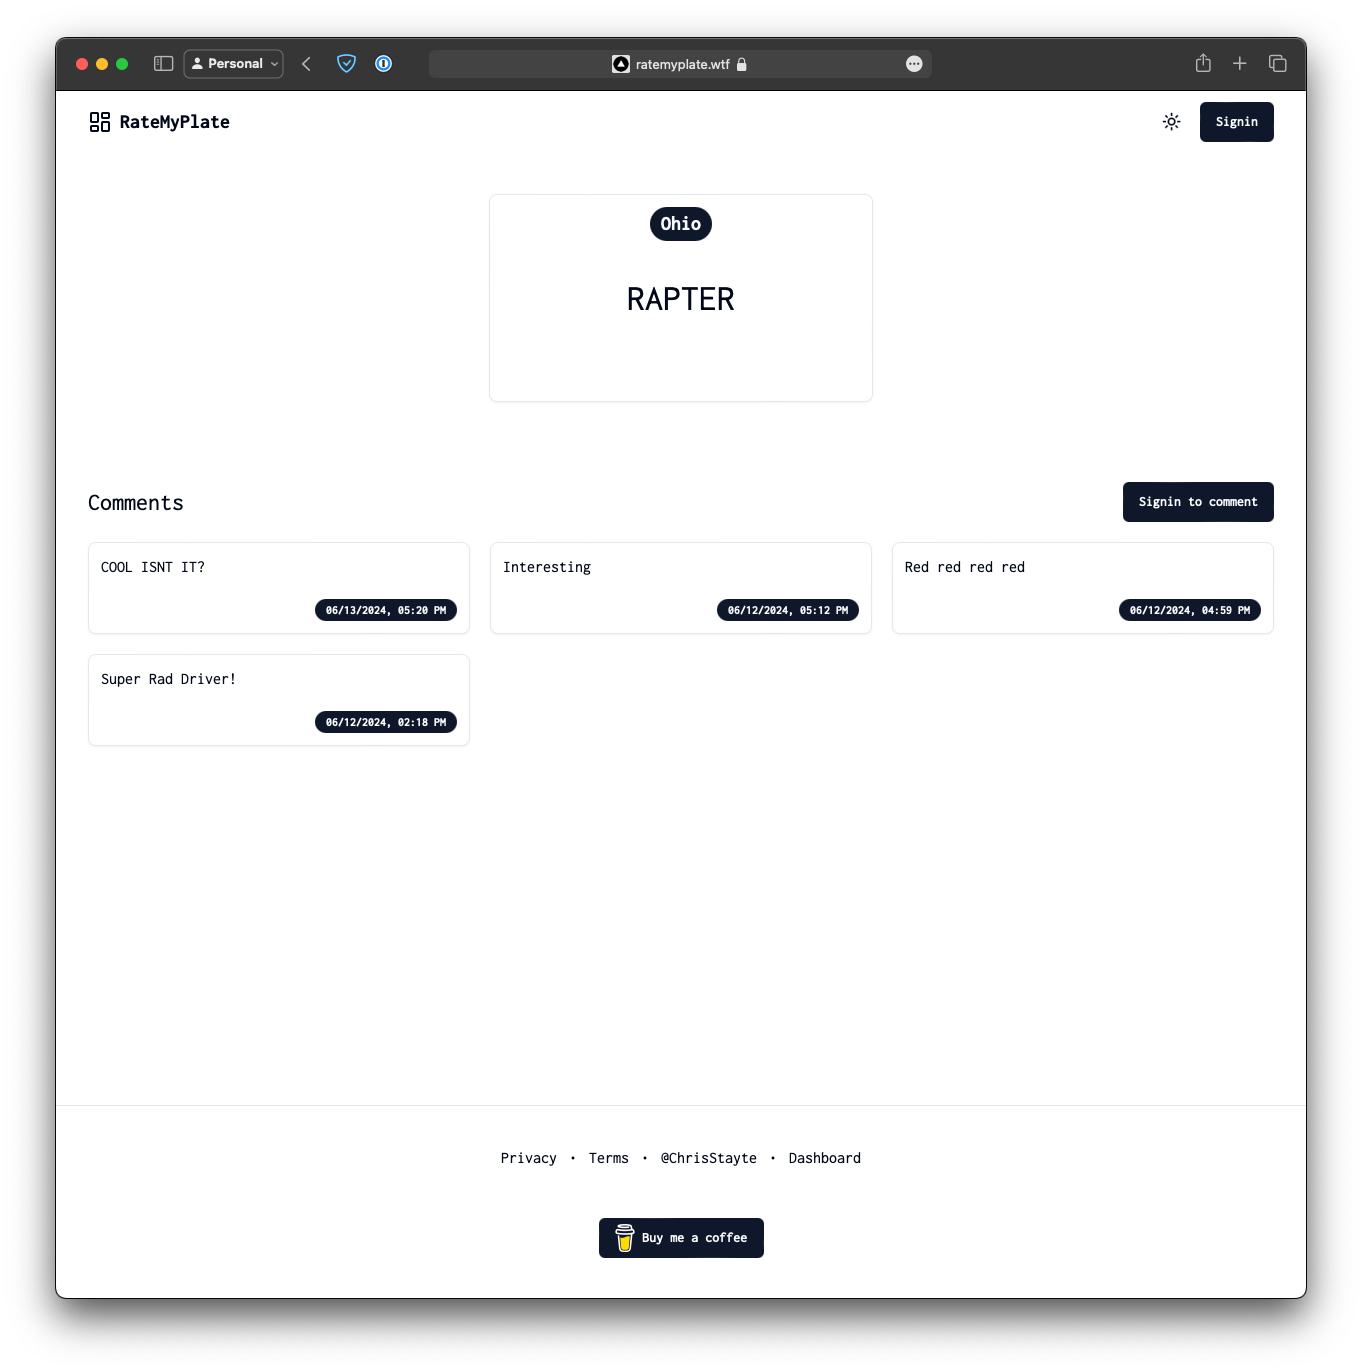 Personal
ratemyplate.wtf
RateMyPlate
Signin
Ohio
RAPTER
Comments
Signin to comment
COOL ISNT IT?
06/13/2024, 05:20 PM
Interesting
06/12/2024, 05:12 PM
Red red red red
06/12/2024, 04:59 PM
Super Rad Driver!
06/12/2024, 02:18 PM
Privacy • Terms • @ChrisStayte • Dashboard
Buy me a coffee